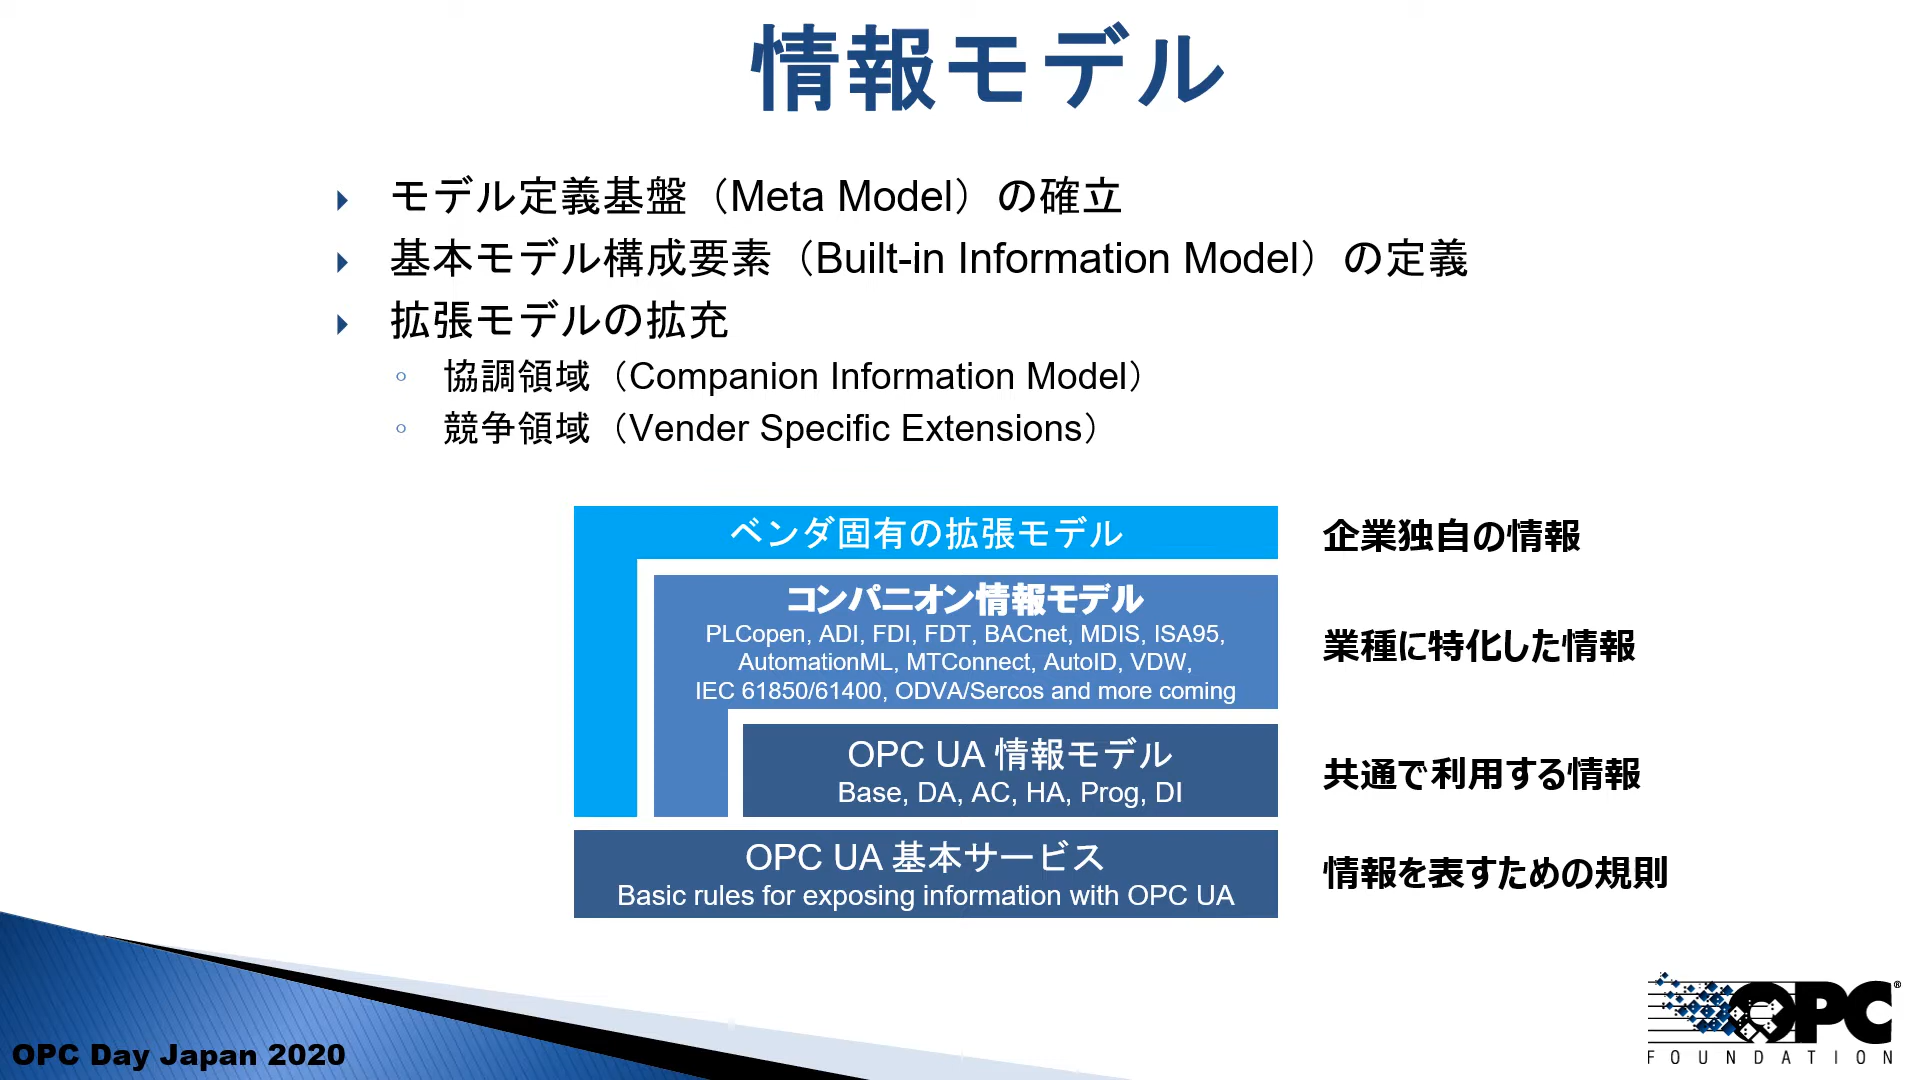 情報モデル
モデル定義基盤（Meta Model）の確立
基本モデル構成要素（Built-in Information Model）の定義
拡張モデルの拡充
協調領域（Companion Information Model）
競争領域（Vender Specific Extensions）
ベンダ固有の拡張モデル
企業独自の情報
コンパニオン情報モデル
PLCopen, ADI, FDI, FDT, BACnet, MDIS, ISA95,
AutomationML, MTConnect, AutoID, VDW,
IEC 61850/61400, ODVA/Sercos and more coming
業種に特化した情報
OPC UA 情報モデル
Base, DA, AC, HA, Prog, DI
共通で利用する情報
OPC UA 基本サービス
Basic rules for exposing information with OPC UA
情報を表すための規則
OPC Day Japan 2020
OPC®
FOUNDATION